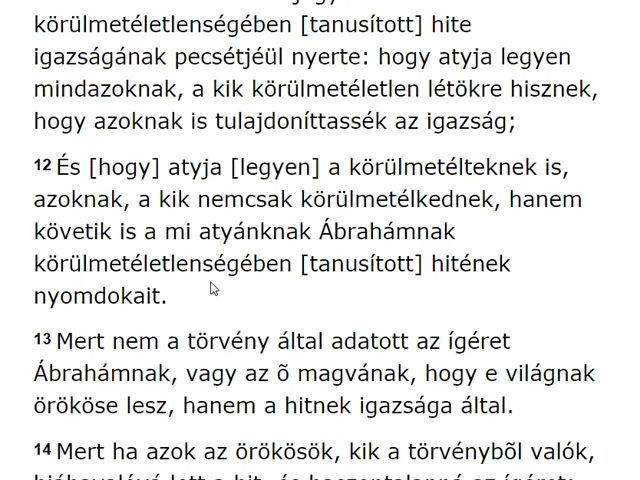 körülmetéletlenségében [tanusított] hite
igazságának pecsétjéül nyerte: hogy atyja legyen
mindazoknak, a kik körülmetéletlen létökre hisznek,
hogy azoknak is tulajdoníttassék az igazság;
12 És [hogy] atyja [legyen] a körülmetélteknek is,
azoknak, a kik nemcsak körülmetélkednek, hanem
követik is a mi atyánknak Ábrahámnak
körülmetéletlenségében [tanusított] hitének
nyomdokait.
13 Mert nem a törvény által adatott az ígéret
Ábrahámnak, vagy az õ magvának, hogy e világnak
örököse lesz, hanem a hitnek igazsága által.
14 Mert ha azok az örökösök, kik a törvénybõl valók,